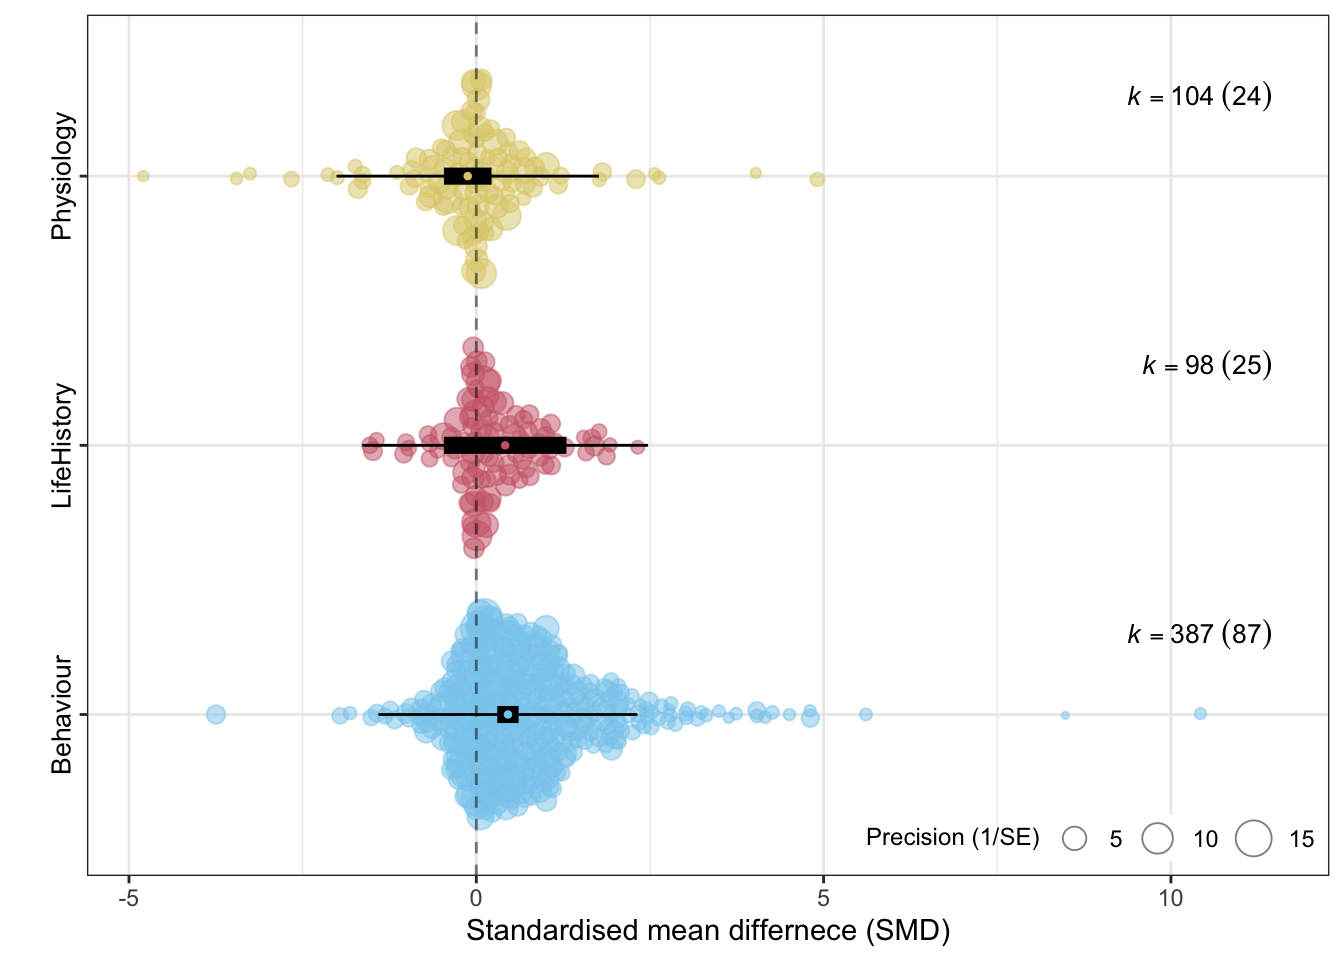 Physiology
k = 104 (24)
LifeHistory
k = 98 (25)
Behaviour
k = 387 (87)
Precision (1/SE) 5 10 15
-5 0 5 10
Standardised mean differnece (SMD)